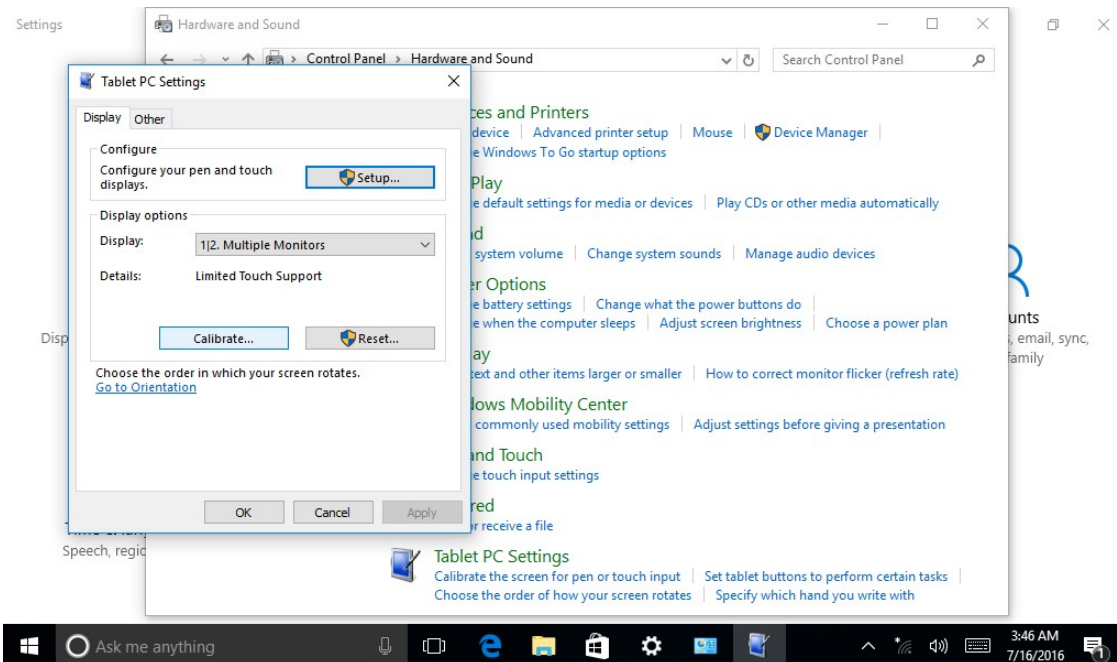 Settings
Hardware and Sound
Control Panel > Hardware and Sound
Search Control Panel
Tablet PC Settings
Display
Other
Configure
Configure your pen and touch
displays.
Setup...
Display options
Display:
1|2. Multiple Monitors
Details:
Limited Touch Support
Calibrate...
Reset...
Choose the order in which your screen rotates.
Go to Orientation
OK
Cancel
Apply
and Printers
device
Advanced printer setup
Mouse
Device Manager
Windows To Go startup options
Play
default settings for media or devices
Play CDs or other media automatically
system volume
Change system sounds
Manage audio devices
Options
battery settings
Change what the power buttons do
when the computer sleeps
Adjust screen brightness
Choose a power plan
text and other items larger or smaller
How to correct monitor flicker (refresh rate)
Mobility Center
commonly used mobility settings
Adjust settings before giving a presentation
and Touch
touch input settings
or receive a file
Tablet PC Settings
Calibrate the screen for pen or touch input
Set tablet buttons to perform certain tasks
Choose the order of how your screen rotates
Specify which hand you write with
Speech, regio
Disp
unts
s, email, sync,
family
Ask me anything
3:46 AM
7/16/2016
1